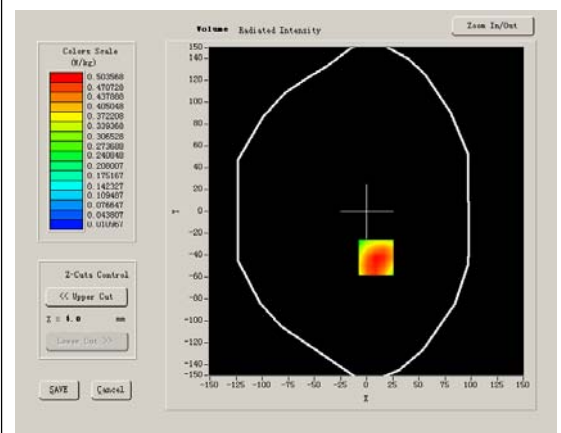 Volume Radiated Intensity
Zoom In/Out
Colors Scale
(W/kg)
0.503568
0.470728
0.437888
0.405048
0.372208
0.339368
0.306528
0.273688
0.240848
0.208007
0.175167
0.142327
0.109487
0.076647
0.043807
0.010967
Z-Cuts Control
<< Upper Cut
Z = 4.0 mm
Lower Cut >>
SAVE
Cancel
150
140
120
100
80
60
40
20
0
-20
-40
-60
-80
-100
-120
-140
-150
Y
-150 -125 -100 -75 -50 -25 0 25 50 75 100 125 150
X